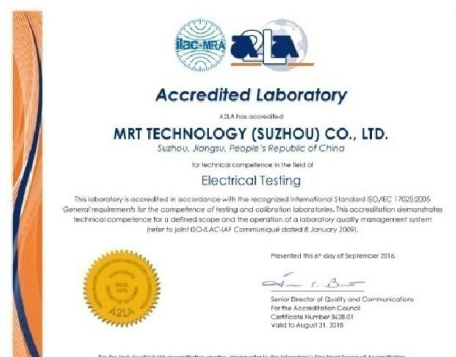 ilac-MRA
A2LA
Accredited Laboratory
A2LA has accredited
MRT TECHNOLOGY (SUZHOU) CO., LTD.
Suzhou, Jiangsu, People's Republic of China
for technical competence in the field of
Electrical Testing
This laboratory is accredited in accordance with the recognized International Standard ISO/IEC 17025:2005
General requirements for the competence of testing and calibration laboratories. This accreditation demonstrates
technical competence for a defined scope and the operation of a laboratory quality management system
(refer to joint ISO-ILAC-IAF Communiqué dated 8 January 2009).
Presented this 6th day of September 2016.
Senior Director of Quality and Communications
For the Accreditation Council
Certificate Number 3628.01
Valid to August 31, 2018
SEAL
A2LA